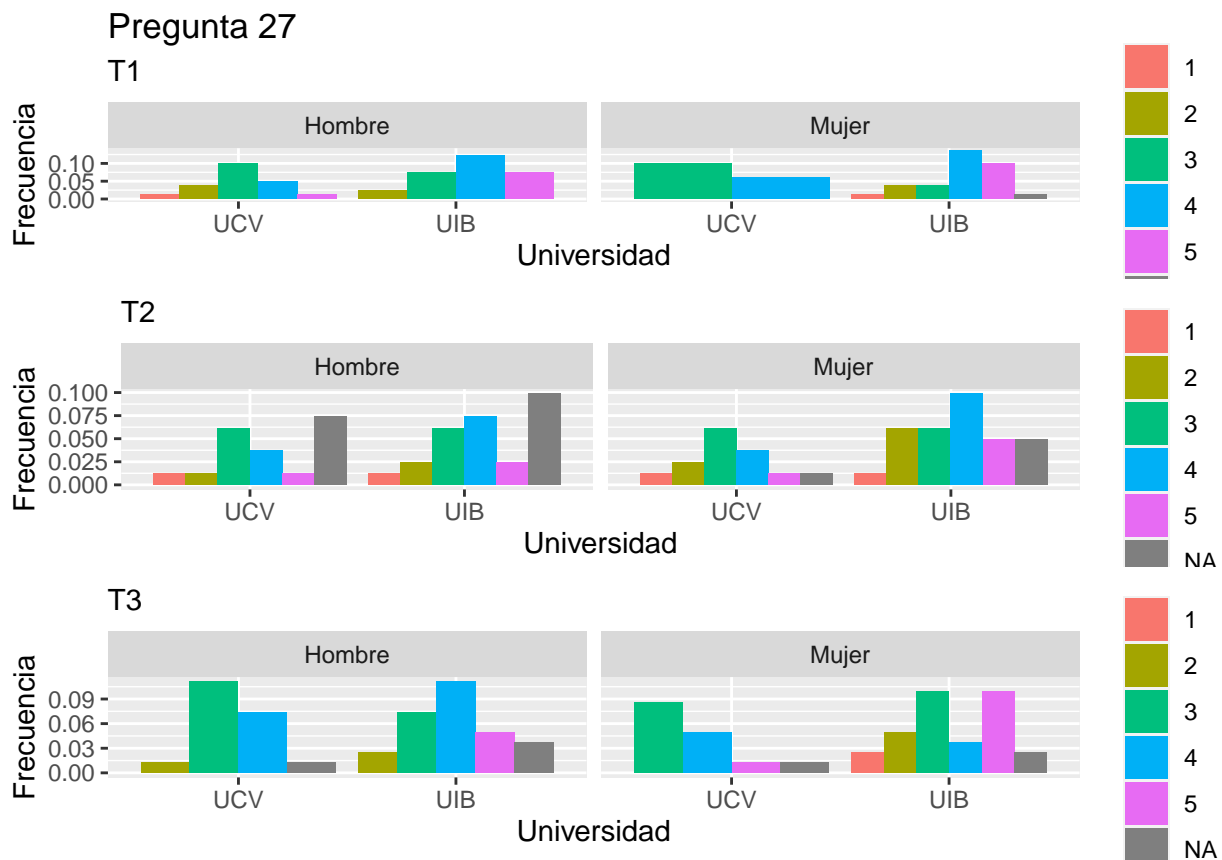 Pregunta 27
T1
Hombre Mujer
Frecuencia
0.10
0.05
0.00
UCV UIB UCV UIB
Universidad
1
2
3
4
5
T2
Hombre Mujer
Frecuencia
0.100
0.075
0.050
0.025
0.000
UCV UIB UCV UIB
Universidad
1
2
3
4
5
NA
T3
Hombre Mujer
Frecuencia
0.09
0.06
0.03
0.00
UCV UIB UCV UIB
Universidad
1
2
3
4
5
NA